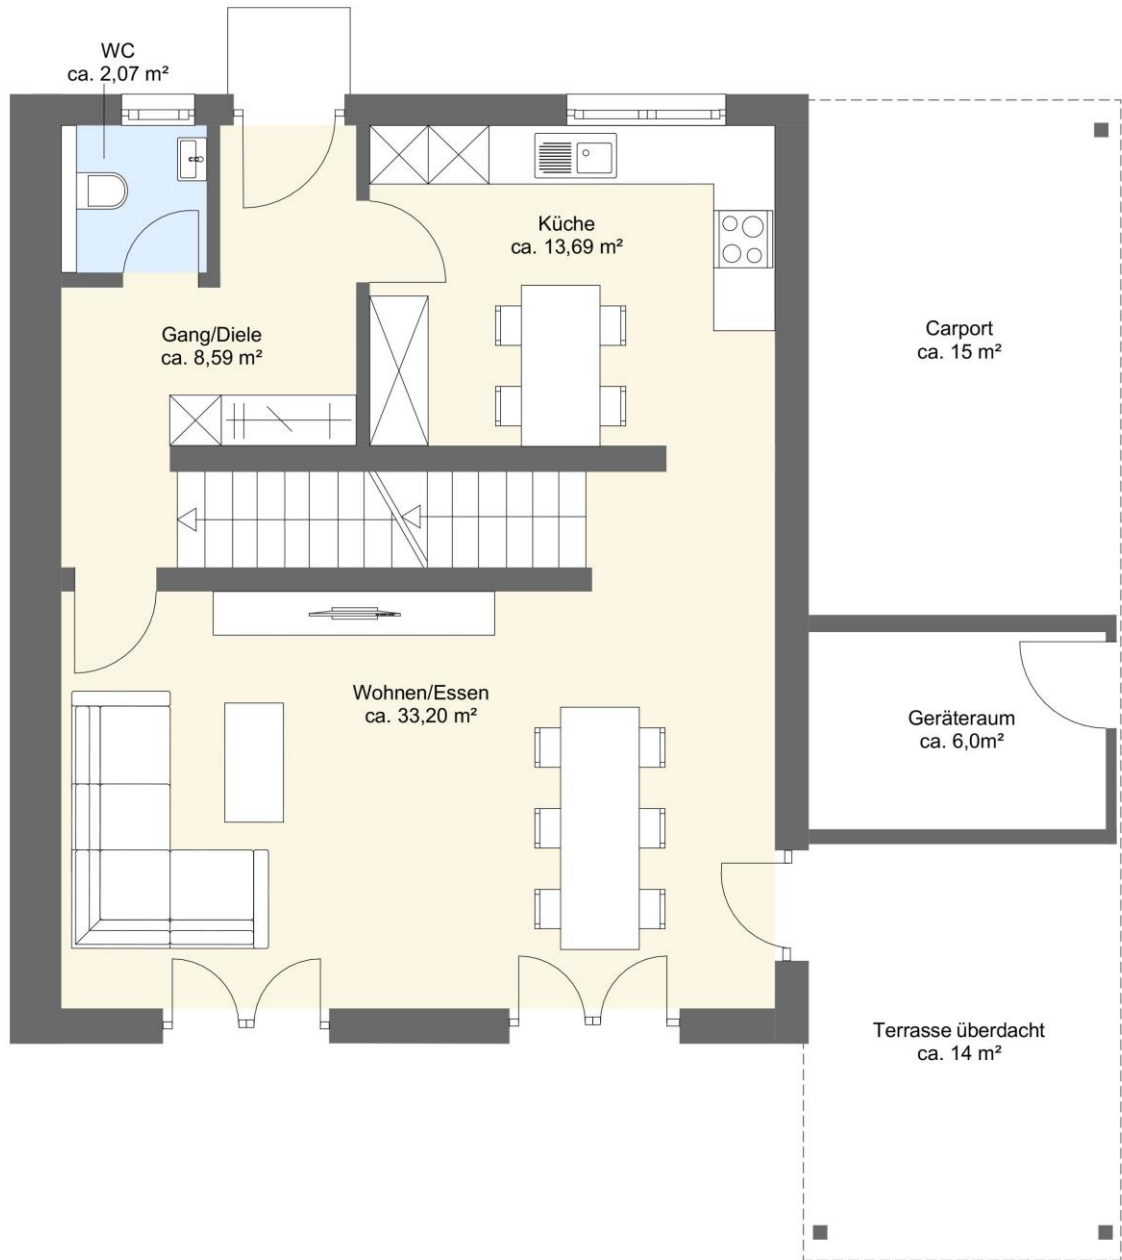 WC
ca. 2,07 m²
Küche
ca. 13,69 m²
Gang/Diele
ca. 8,59 m²
Carport
ca. 15 m²
Wohnen/Essen
ca. 33,20 m²
Geräteraum
ca. 6,0m²
Terrasse überdacht
ca. 14 m²